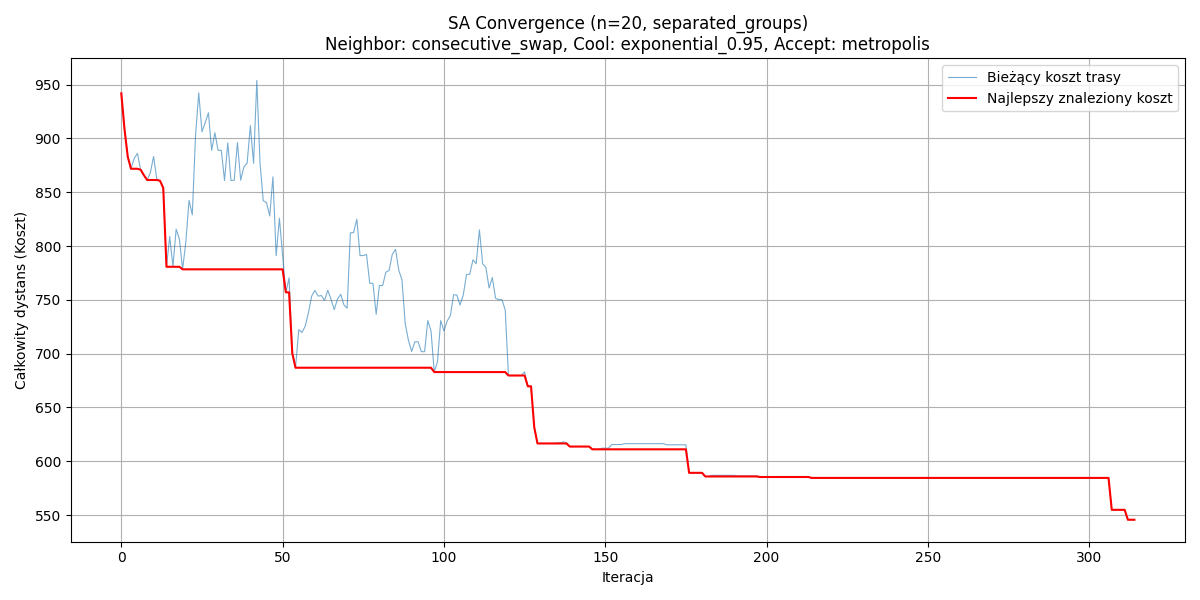 SA Convergence (n=20, separated_groups)
Neighbor: consecutive_swap, Cool: exponential_0.95, Accept: metropolis
Bieżący koszt trasy
Najlepszy znaleziony koszt
Całkowity dystans (Koszt)
950
900
850
800
750
700
650
600
550
0 50 100 150 200 250 300
Iteracja